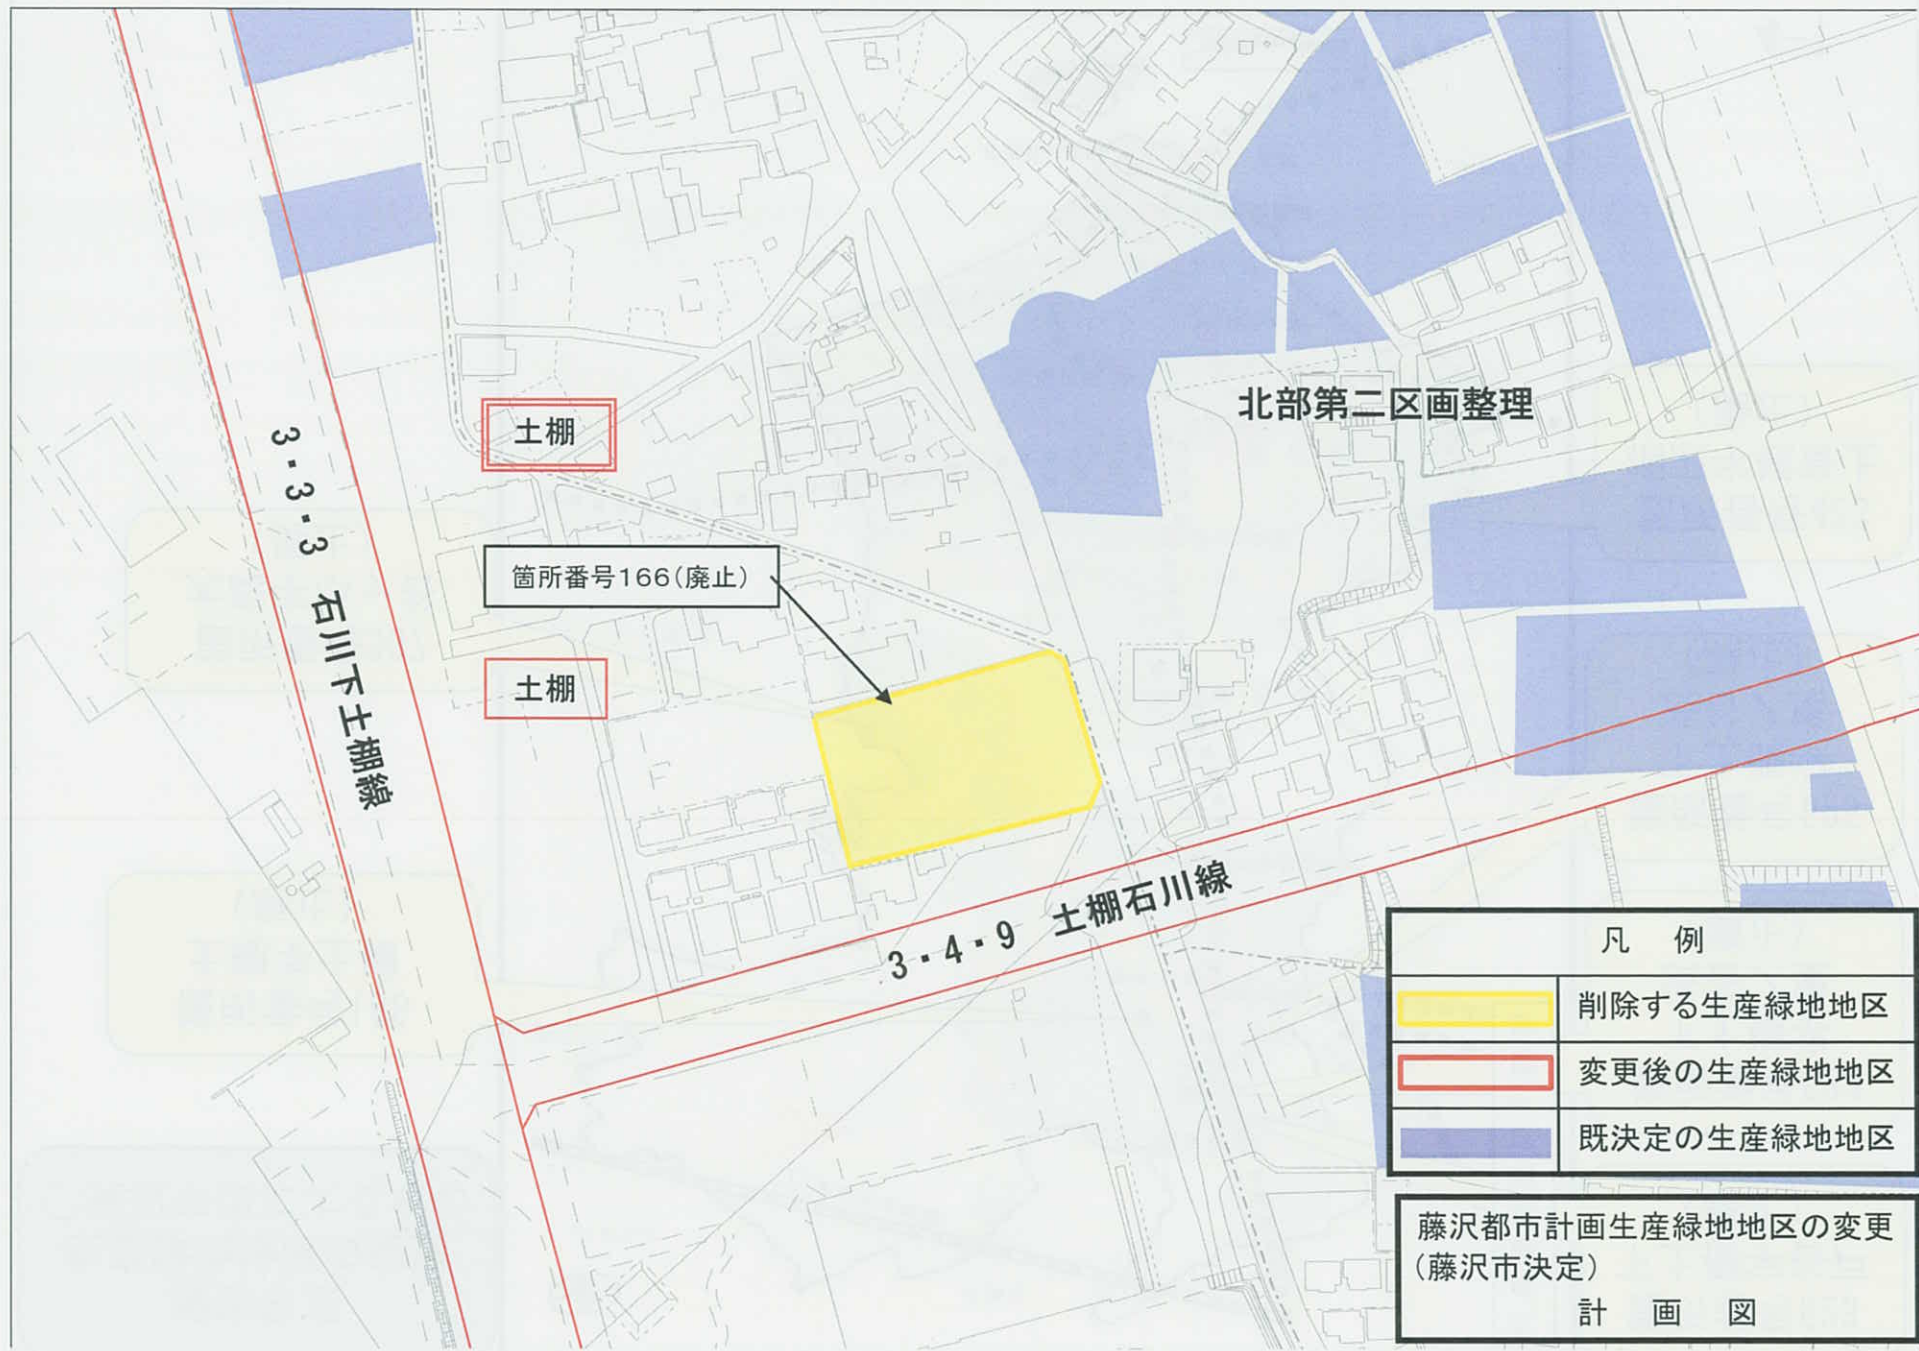 北部第二区画整理
土棚
3・3・3 石川下土棚線
箇所番号166(廃止)
土棚
3・4・9 土棚石川線
凡 例
削除する生産緑地地区
変更後の生産緑地地区
既決定の生産緑地地区
藤沢都市計画生産緑地地区の変更
(藤沢市決定)
計 画 図